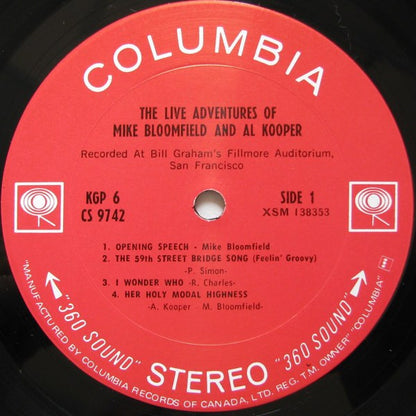 COLUMBIA
THE LIVE ADVENTURES OF
MIKE BLOOMFIELD AND AL KOOPER
Recorded At Bill Graham's Fillmore Auditorium,
San Francisco
KGP 6
CS 9742
SIDE 1
XSM 138353
1. OPENING SPEECH - Mike Bloomfield
2. THE 59th STREET BRIDGE SONG (Feelin' Groovy)
-P. Simon-
3. I WONDER WHO -R. Charles-
4. HER HOLY MODAL HIGHNESS
-A. Kooper - M. Bloomfield-
"360 SOUND" STEREO "360 SOUND"
MANUFACTURED BY COLUMBIA RECORDS OF CANADA, LTD. REG. T.M. OWNER "COLUMBIA"